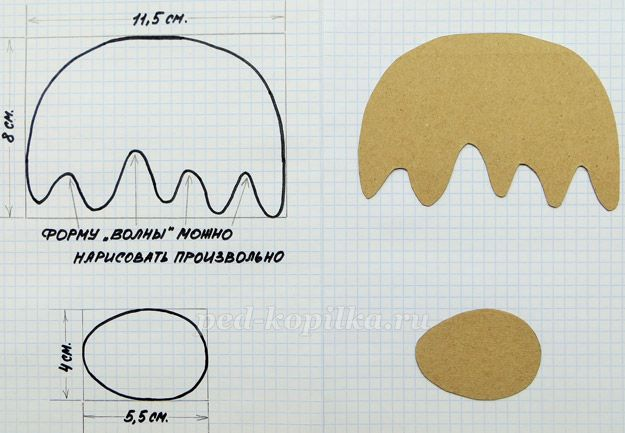 11,5 см.
8 см.
ФОРМУ „ВОЛНЫ" МОЖНО
НАРИСОВАТЬ ПРОИЗВОЛЬНО
ped-kopilka.ru
4 см.
5,5 см.